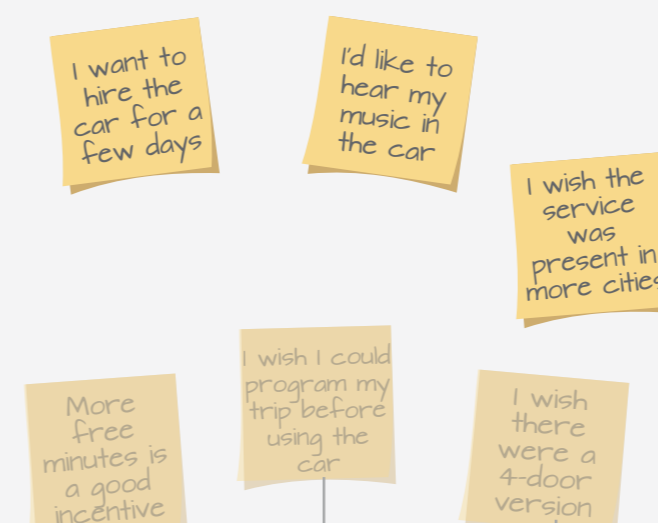 I want to
hire the
car for a
few days
I'd like to
hear my
music in
the car
I wish the
service
was
present in
more cities
I wish I could
program my
trip before
using the
car
More
free
minutes is
a good
incentive
I wish
there
were a
4-door
version